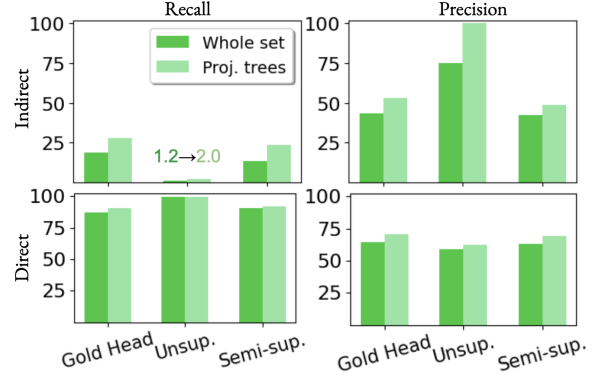 Recall
Precision
Indirect
100
75
50
25
Whole set
Proj. trees
1.2→2.0
100
75
50
25
Direct
100
75
50
25
Gold Head
Unsup.
Semi-sup.
100
75
50
25
Gold Head
Unsup.
Semi-sup.